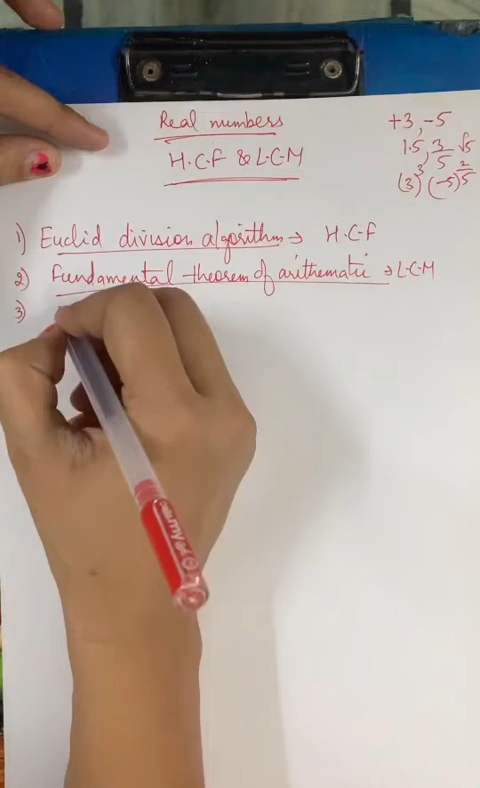 Real numbers
H.C.F & L.C.M
+3, -5
1.5, 3/5 √5
(3)³ (-5)^2/5
1) Euclid division algorithm → H.C.F
2) Fundamental theorem of arithematic → L.C.M
3)